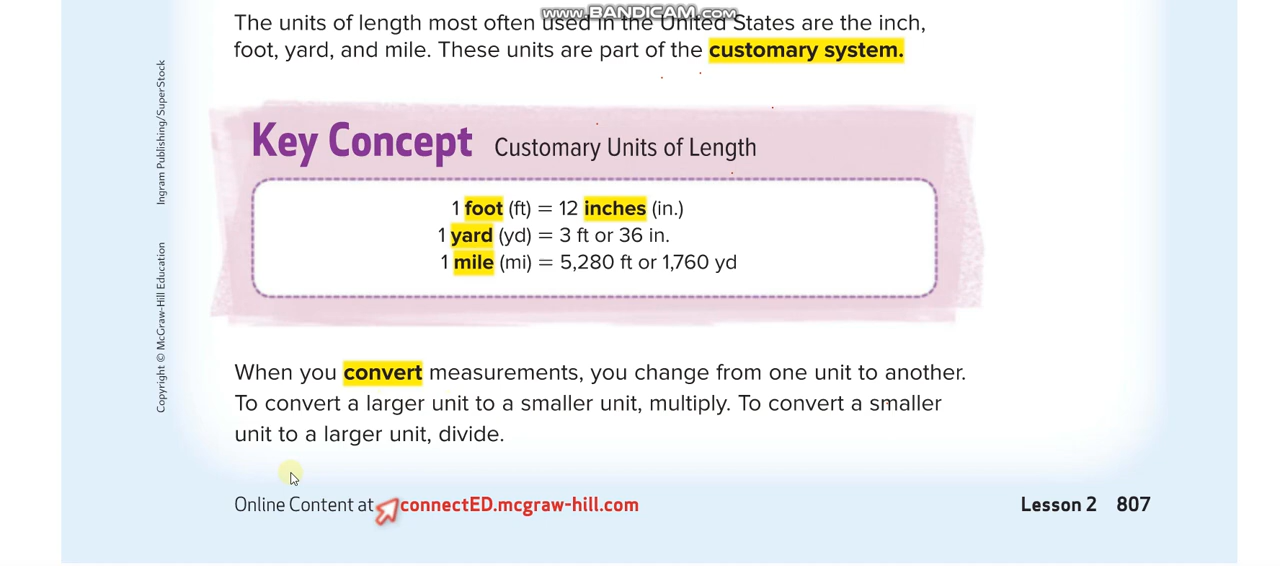 www.BANDICAM.com
The units of length most often used in the United States are the inch,
foot, yard, and mile. These units are part of the customary system.
Key Concept Customary Units of Length
1 foot (ft) = 12 inches (in.)
1 yard (yd) = 3 ft or 36 in.
1 mile (mi) = 5,280 ft or 1,760 yd
When you convert measurements, you change from one unit to another.
To convert a larger unit to a smaller unit, multiply. To convert a smaller
unit to a larger unit, divide.
Online Content at connectED.mcgraw-hill.com
Lesson 2 807
Copyright © McGraw-Hill Education Ingram Publishing/SuperStock